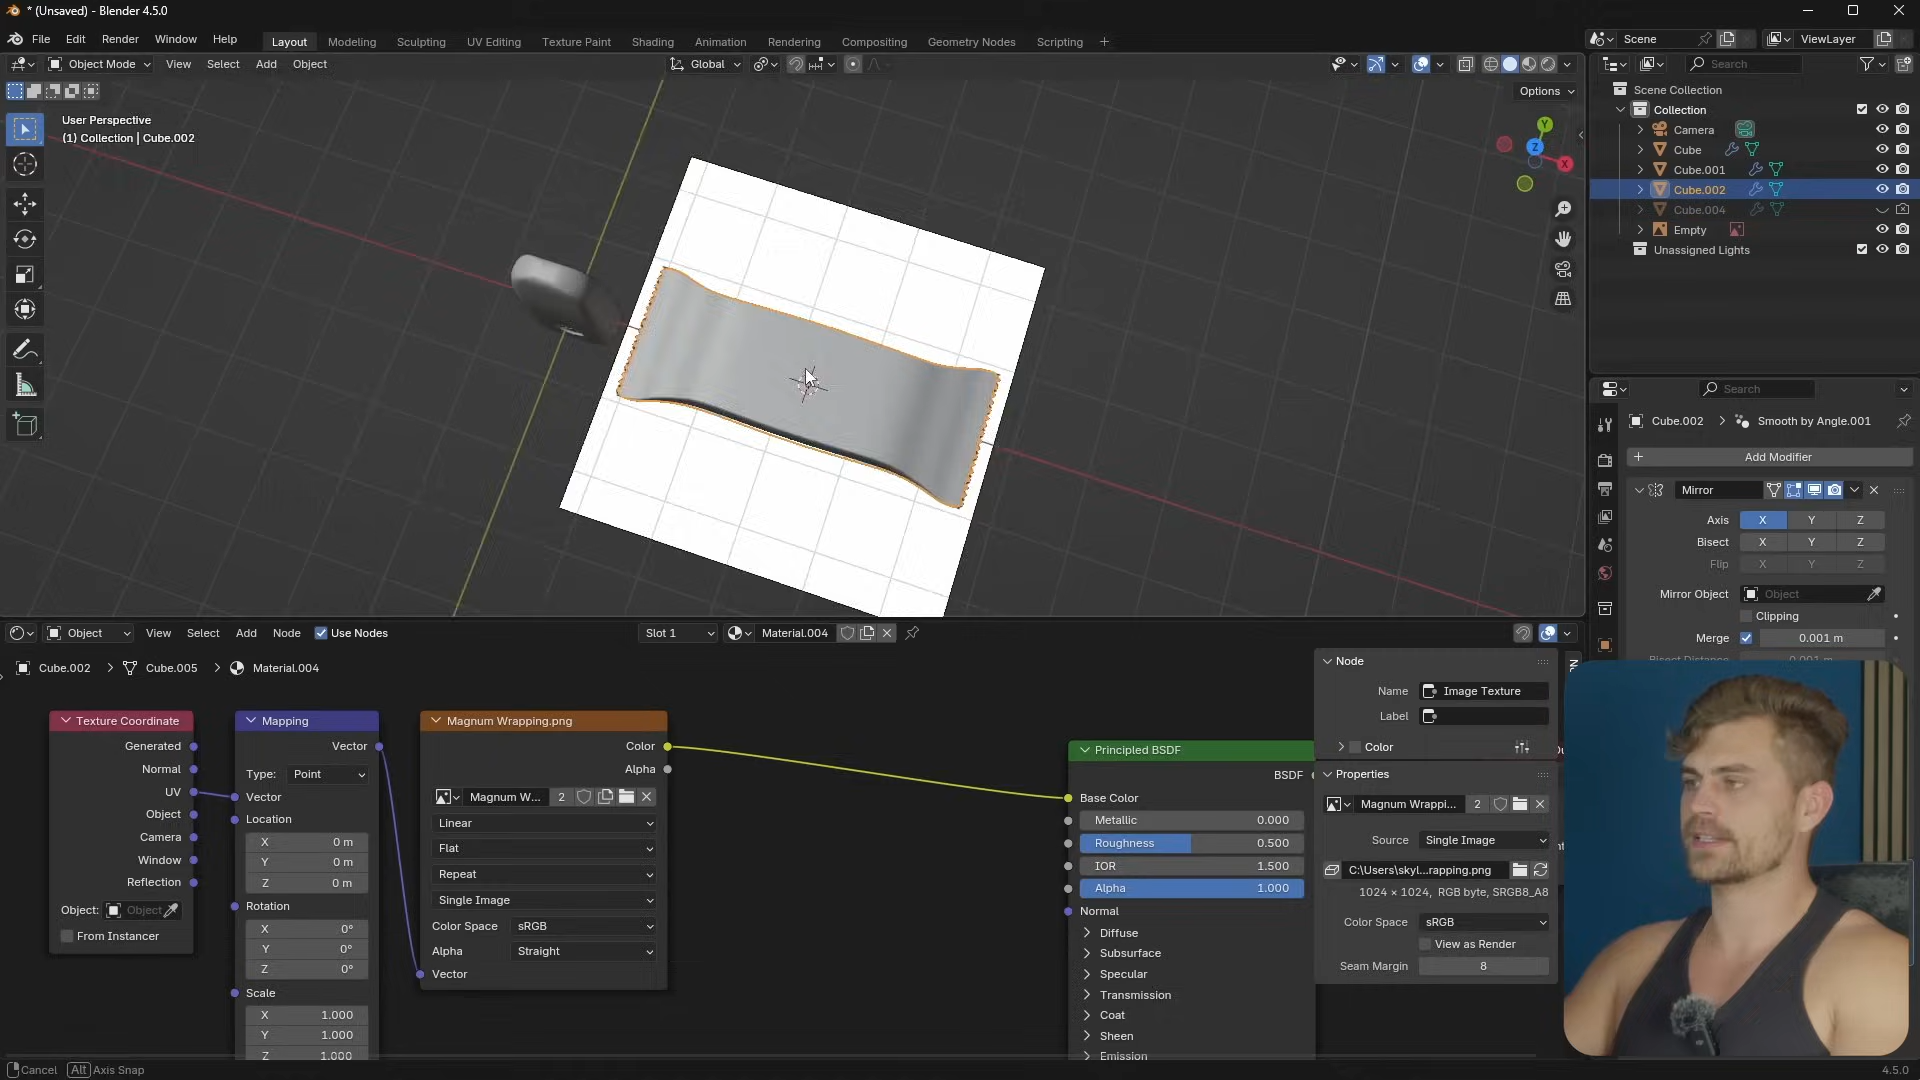 * (Unsaved) - Blender 4.5.0
File Edit Render Window Help
Layout Modeling Sculpting UV Editing Texture Paint Shading Animation Rendering Compositing Geometry Nodes Scripting +
Scene
ViewLayer
Object Mode View Select Add Object
Global
Search
Options
User Perspective
(1) Collection | Cube.002
Y
Z
X
Scene Collection
Collection
Camera
Cube
Cube.001
Cube.002
Cube.004
Empty
Unassigned Lights
Search
Cube.002 > Smooth by Angle.001
+ Add Modifier
Mirror
Axis X Y Z
Bisect X Y Z
Flip X Y Z
Mirror Object Object
Clipping
Merge 0.001 m
Bisect Distance 0.001 m
Object View Select Add Node Use Nodes
Slot 1
Material.004
Cube.002 > Cube.005 > Material.004
Texture Coordinate
Generated
Normal
UV
Object
Camera
Window
Reflection
Object: Object
From Instancer
Mapping
Vector
Type: Point
Vector
Location
X 0 m
Y 0 m
Z 0 m
Rotation
X 0°
Y 0°
Z 0°
Scale
X 1.000
Y 1.000
Z 1.000
Magnum Wrapping.png
Color
Alpha
Magnum W... 2
Linear
Flat
Repeat
Single Image
Color Space sRGB
Alpha Straight
Vector
Principled BSDF
BSDF
Base Color
Metallic 0.000
Roughness 0.500
IOR 1.500
Alpha 1.000
Normal
Diffuse
Subsurface
Specular
Transmission
Coat
Sheen
Emission
Node
Name Image Texture
Label
Color
Properties
Magnum Wrappi... 2
Source Single Image
C:\Users\skyl...rapping.png
1024 × 1024, RGB byte, SRGB8_A8
Color Space sRGB
View as Render
Seam Margin 8
Cancel Alt Axis Snap
4.5.0